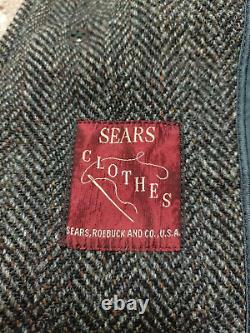 SEARS
CLOTHES
SEARS, ROEBUCK AND CO., U.S.A.